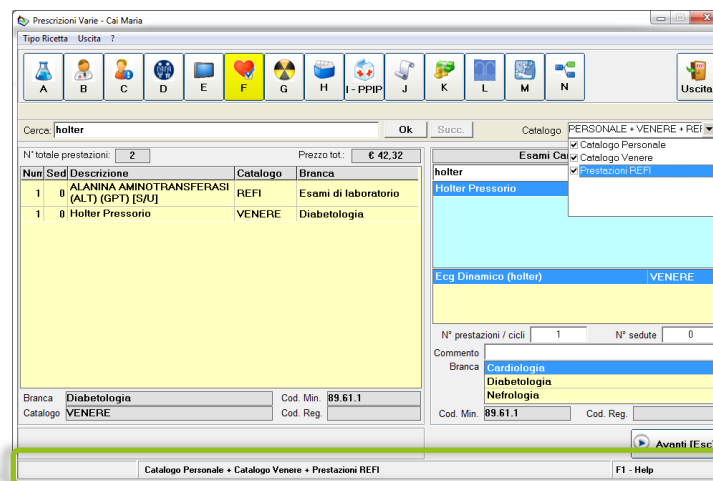 Prescrizioni Varie - Cai Maria
Tipo Ricetta Uscita ?
A B C D E F G H I - PPIP J K L M N Uscita
Cerca: holter Ok Succ. Catalogo PERSONALE + VENERE + REF
Catalogo Personale
Catalogo Venere
Prestazioni REFI
N° totale prestazioni: 2 Prezzo tot.: € 42,32 Esami Ca
Num Sed Descrizione Catalogo Branca
holter
1 0 ALANINA AMINOTRANSFERASI (ALT) (GPT) [S/U] REFI Esami di laboratorio
Holter Pressorio
1 0 Holter Pressorio VENERE Diabetologia
Ecg Dinamico (holter) VENERE
N° prestazioni / cicli 1 N° sedute 0
Commento
Branca Cardiologia
Diabetologia
Nefrologia
Branca Diabetologia Cod. Min. 89.61.1
Catalogo VENERE Cod. Reg.
Cod. Min. 89.61.1 Cod. Reg.
Avanti [Esc]
Catalogo Personale + Catalogo Venere + Prestazioni REFI F1 - Help